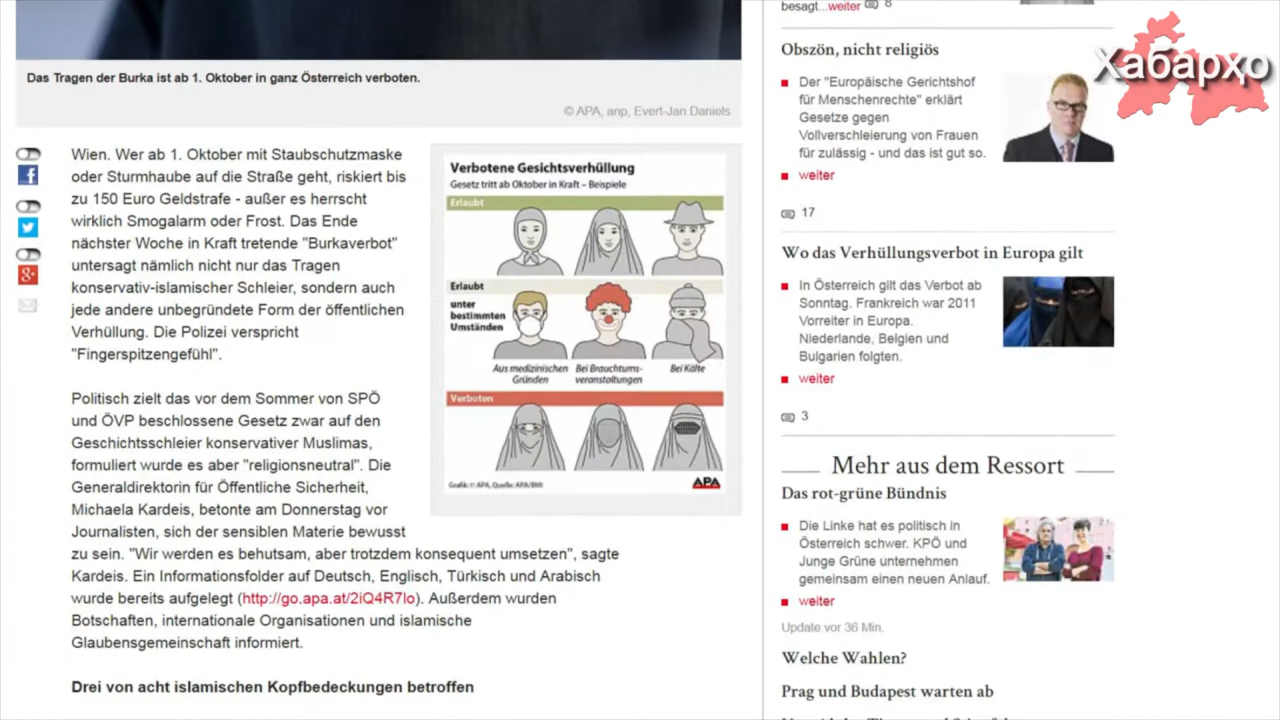 Das Tragen der Burka ist ab 1. Oktober in ganz Österreich verboten.
© APA, anp, Evert-Jan Daniels
Wien. Wer ab 1. Oktober mit Staubschutzmaske
oder Sturmhaube auf die Straße geht, riskiert bis
zu 150 Euro Geldstrafe - außer es herrscht
wirklich Smogalarm oder Frost. Das Ende
nächster Woche in Kraft tretende "Burkaverbot"
untersagt nämlich nicht nur das Tragen
konservativ-islamischer Schleier, sondern auch
jede andere unbegründete Form der öffentlichen
Verhüllung. Die Polizei verspricht
"Fingerspitzengefühl".
Politisch zielt das vor dem Sommer von SPÖ
und ÖVP beschlossene Gesetz zwar auf den
Geschichtsschleier konservativer Muslimas,
formuliert wurde es aber "religionsneutral". Die
Generaldirektorin für Öffentliche Sicherheit,
Michaela Kardeis, betonte am Donnerstag vor
Journalisten, sich der sensiblen Materie bewusst
zu sein. "Wir werden es behutsam, aber trotzdem konsequent umsetzen", sagte
Kardeis. Ein Informationsfolder auf Deutsch, Englisch, Türkisch und Arabisch
wurde bereits aufgelegt (http://go.apa.at/2iQ4R7lo). Außerdem wurden
Botschaften, internationale Organisationen und islamische
Glaubensgemeinschaft informiert.
Drei von acht islamischen Kopfbedeckungen betroffen
Verbotene Gesichtsverhüllung
Gesetz tritt ab Oktober in Kraft – Beispiele
Erlaubt
Erlaubt
unter
bestimmten
Umständen
Aus medizinischen
Gründen
Bei Brauchtums-
veranstaltungen
Bei Kälte
Verboten
Grafik: © APA, Quelle: APA/BMI
APA
besagt...weiter 8
Obszön, nicht religiös
Der "Europäische Gerichtshof
für Menschenrechte" erklärt
Gesetze gegen
Vollverschleierung von Frauen
für zulässig - und das ist gut so.
weiter
17
Wo das Verhüllungsverbot in Europa gilt
In Österreich gilt das Verbot ab
Sonntag. Frankreich war 2011
Vorreiter in Europa.
Niederlande, Belgien und
Bulgarien folgten.
weiter
3
Mehr aus dem Ressort
Das rot-grüne Bündnis
Die Linke hat es politisch in
Österreich schwer. KPÖ und
Junge Grüne unternehmen
gemeinsam einen neuen Anlauf.
weiter
Update vor 36 Min.
Welche Wahlen?
Prag und Budapest warten ab
Хабарҳо